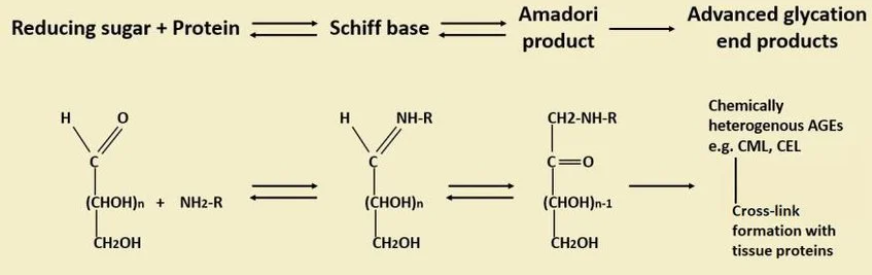 Reducing sugar + Protein
Schiff base
Amadori
product
Advanced glycation
end products
H O
C
(CHOH)n + NH2-R
CH2OH
H NH-R
C
(CHOH)n
CH2OH
CH2-NH-R
C=O
(CHOH)n-1
CH2OH
Chemically
heterogenous AGEs
e.g. CML, CEL
Cross-link
formation with
tissue proteins